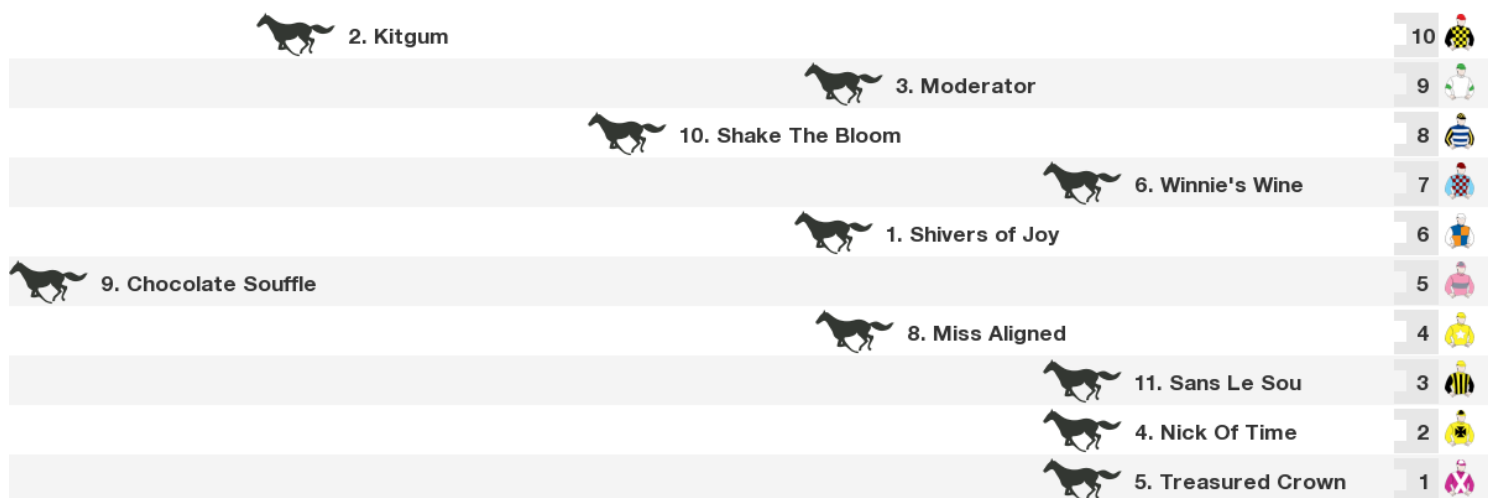 2. Kitgum 10
3. Moderator 9
10. Shake The Bloom 8
6. Winnie's Wine 7
1. Shivers of Joy 6
9. Chocolate Souffle 5
8. Miss Aligned 4
11. Sans Le Sou 3
4. Nick Of Time 2
5. Treasured Crown 1